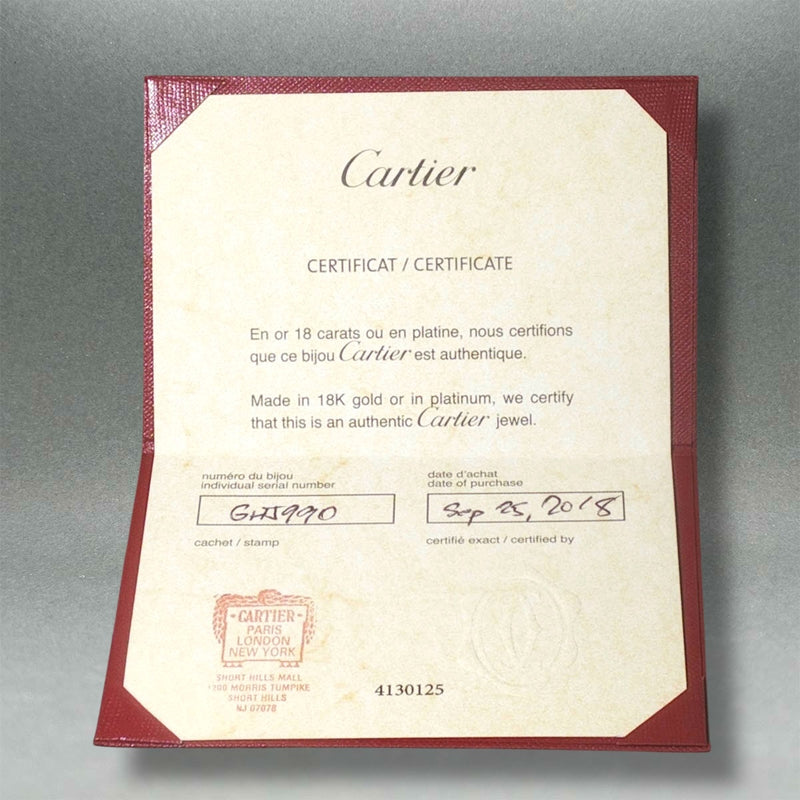 Cartier
CERTIFICAT / CERTIFICATE
En or 18 carats ou en platine, nous certifions
que ce bijou Cartier est authentique.
Made in 18K gold or in platinum, we certify
that this is an authentic Cartier jewel.
numéro du bijou
individual serial number
GHJ990
cachet / stamp
date d'achat
date of purchase
Sep 25, 2018
certifié exact / certified by
CARTIER
PARIS
LONDON
NEW YORK
SHORT HILLS MALL
1200 MORRIS TUMPIKE
SHORT HILLS
NJ 07078
4130125